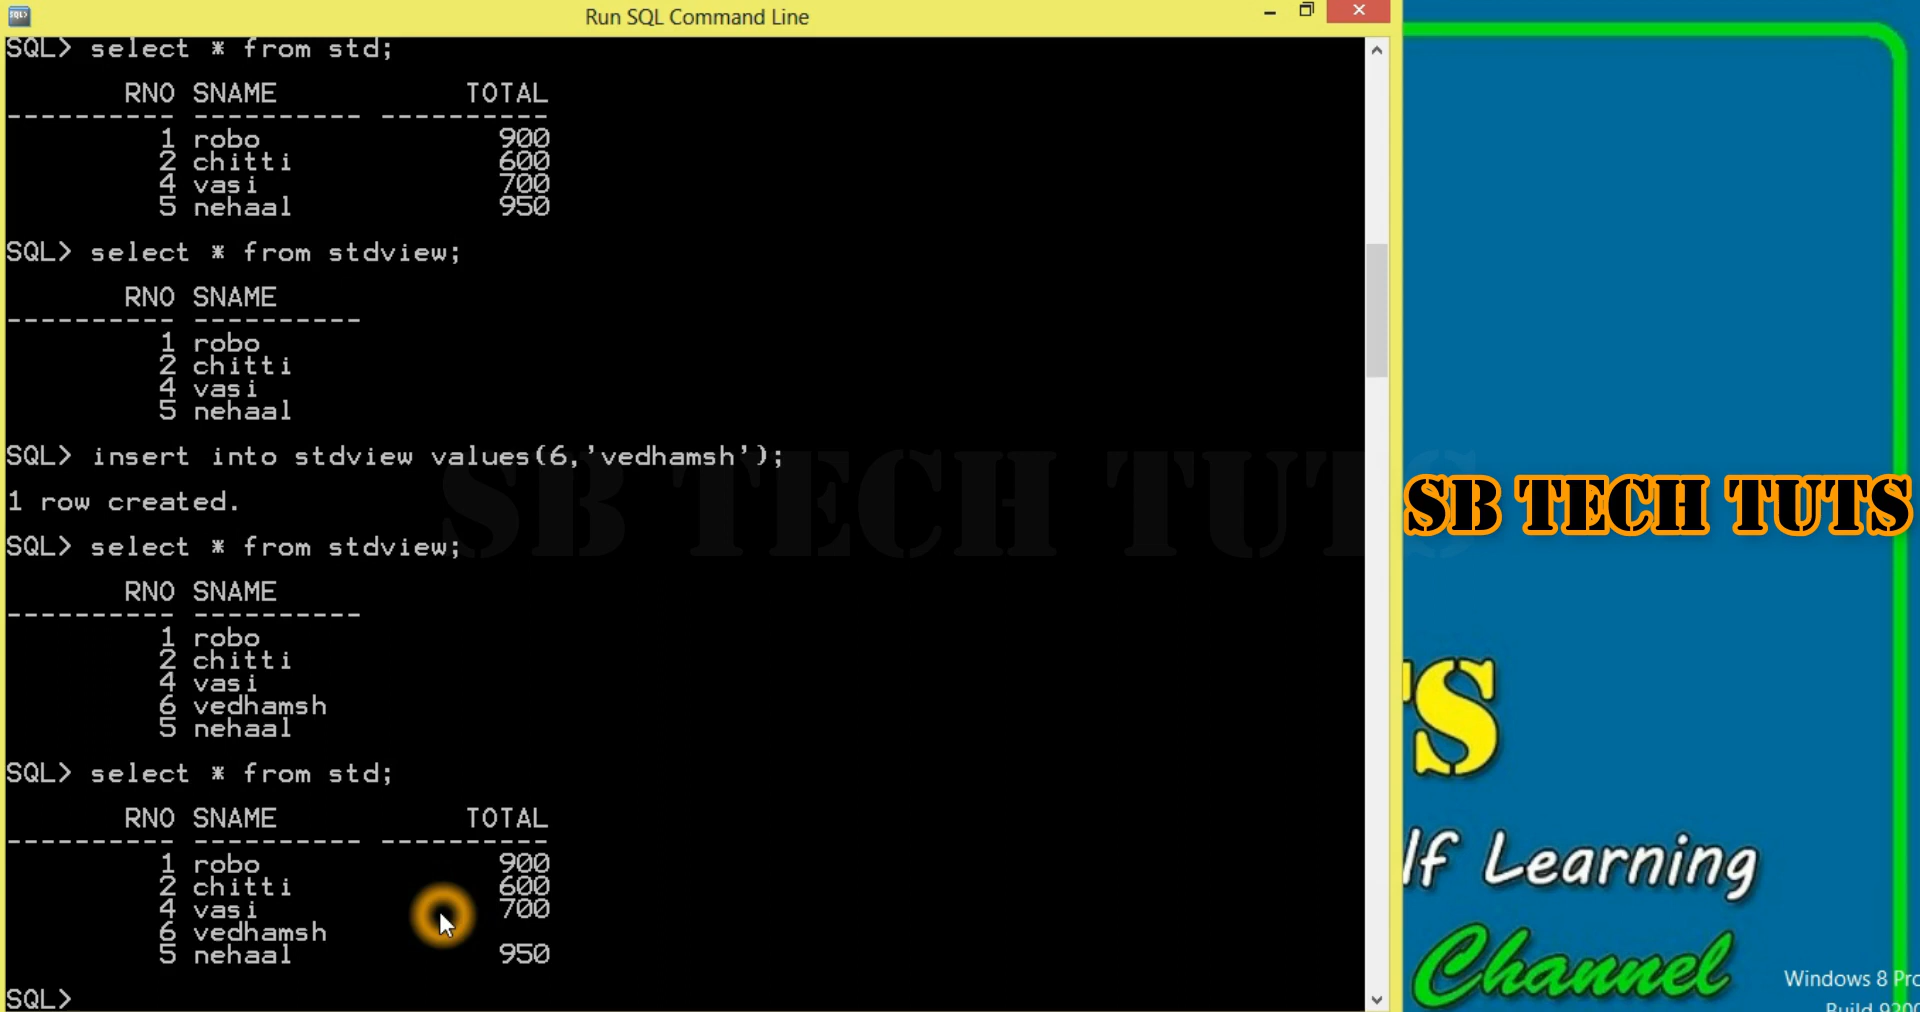 Run SQL Command Line
SQL> select * from std;
RNO SNAME TOTAL
---------- ---------- ----------
1 robo 900
2 chitti 600
4 vasi 700
5 nehaal 950
SQL> select * from stdview;
RNO SNAME
---------- ----------
1 robo
2 chitti
4 vasi
5 nehaal
SQL> insert into stdview values(6,'vedhamsh');
1 row created.
SQL> select * from stdview;
RNO SNAME
---------- ----------
1 robo
2 chitti
4 vasi
6 vedhamsh
5 nehaal
SQL> select * from std;
RNO SNAME TOTAL
---------- ---------- ----------
1 robo 900
2 chitti 600
4 vasi 700
6 vedhamsh
5 nehaal 950
SQL>
SB TECH TUTS
SB TECH TUTS
S
lf Learning
Channel
Windows 8 Pro
Build 9200